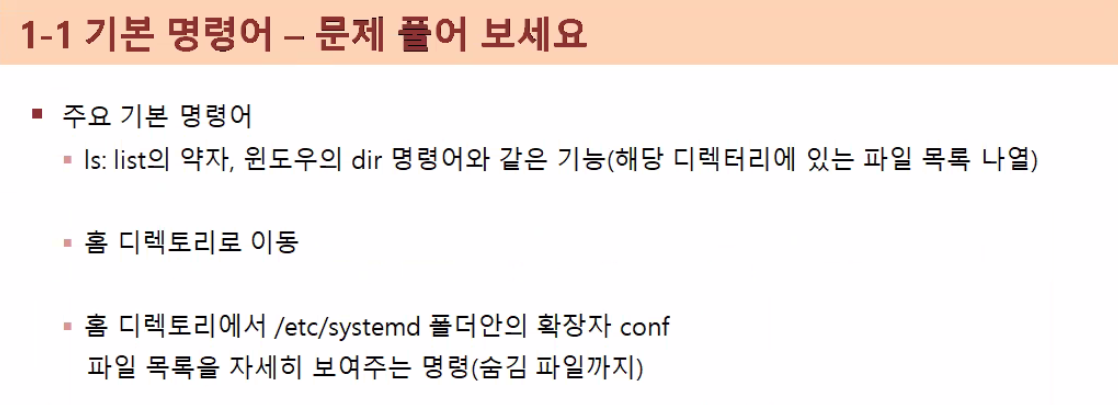 1-1 기본 명령어 – 문제 풀어 보세요
주요 기본 명령어
ls: list의 약자, 윈도우의 dir 명령어와 같은 기능(해당 디렉터리에 있는 파일 목록 나열)
홈 디렉토리로 이동
홈 디렉토리에서 /etc/systemd 폴더안의 확장자 conf
파일 목록을 자세히 보여주는 명령(숨김 파일까지)